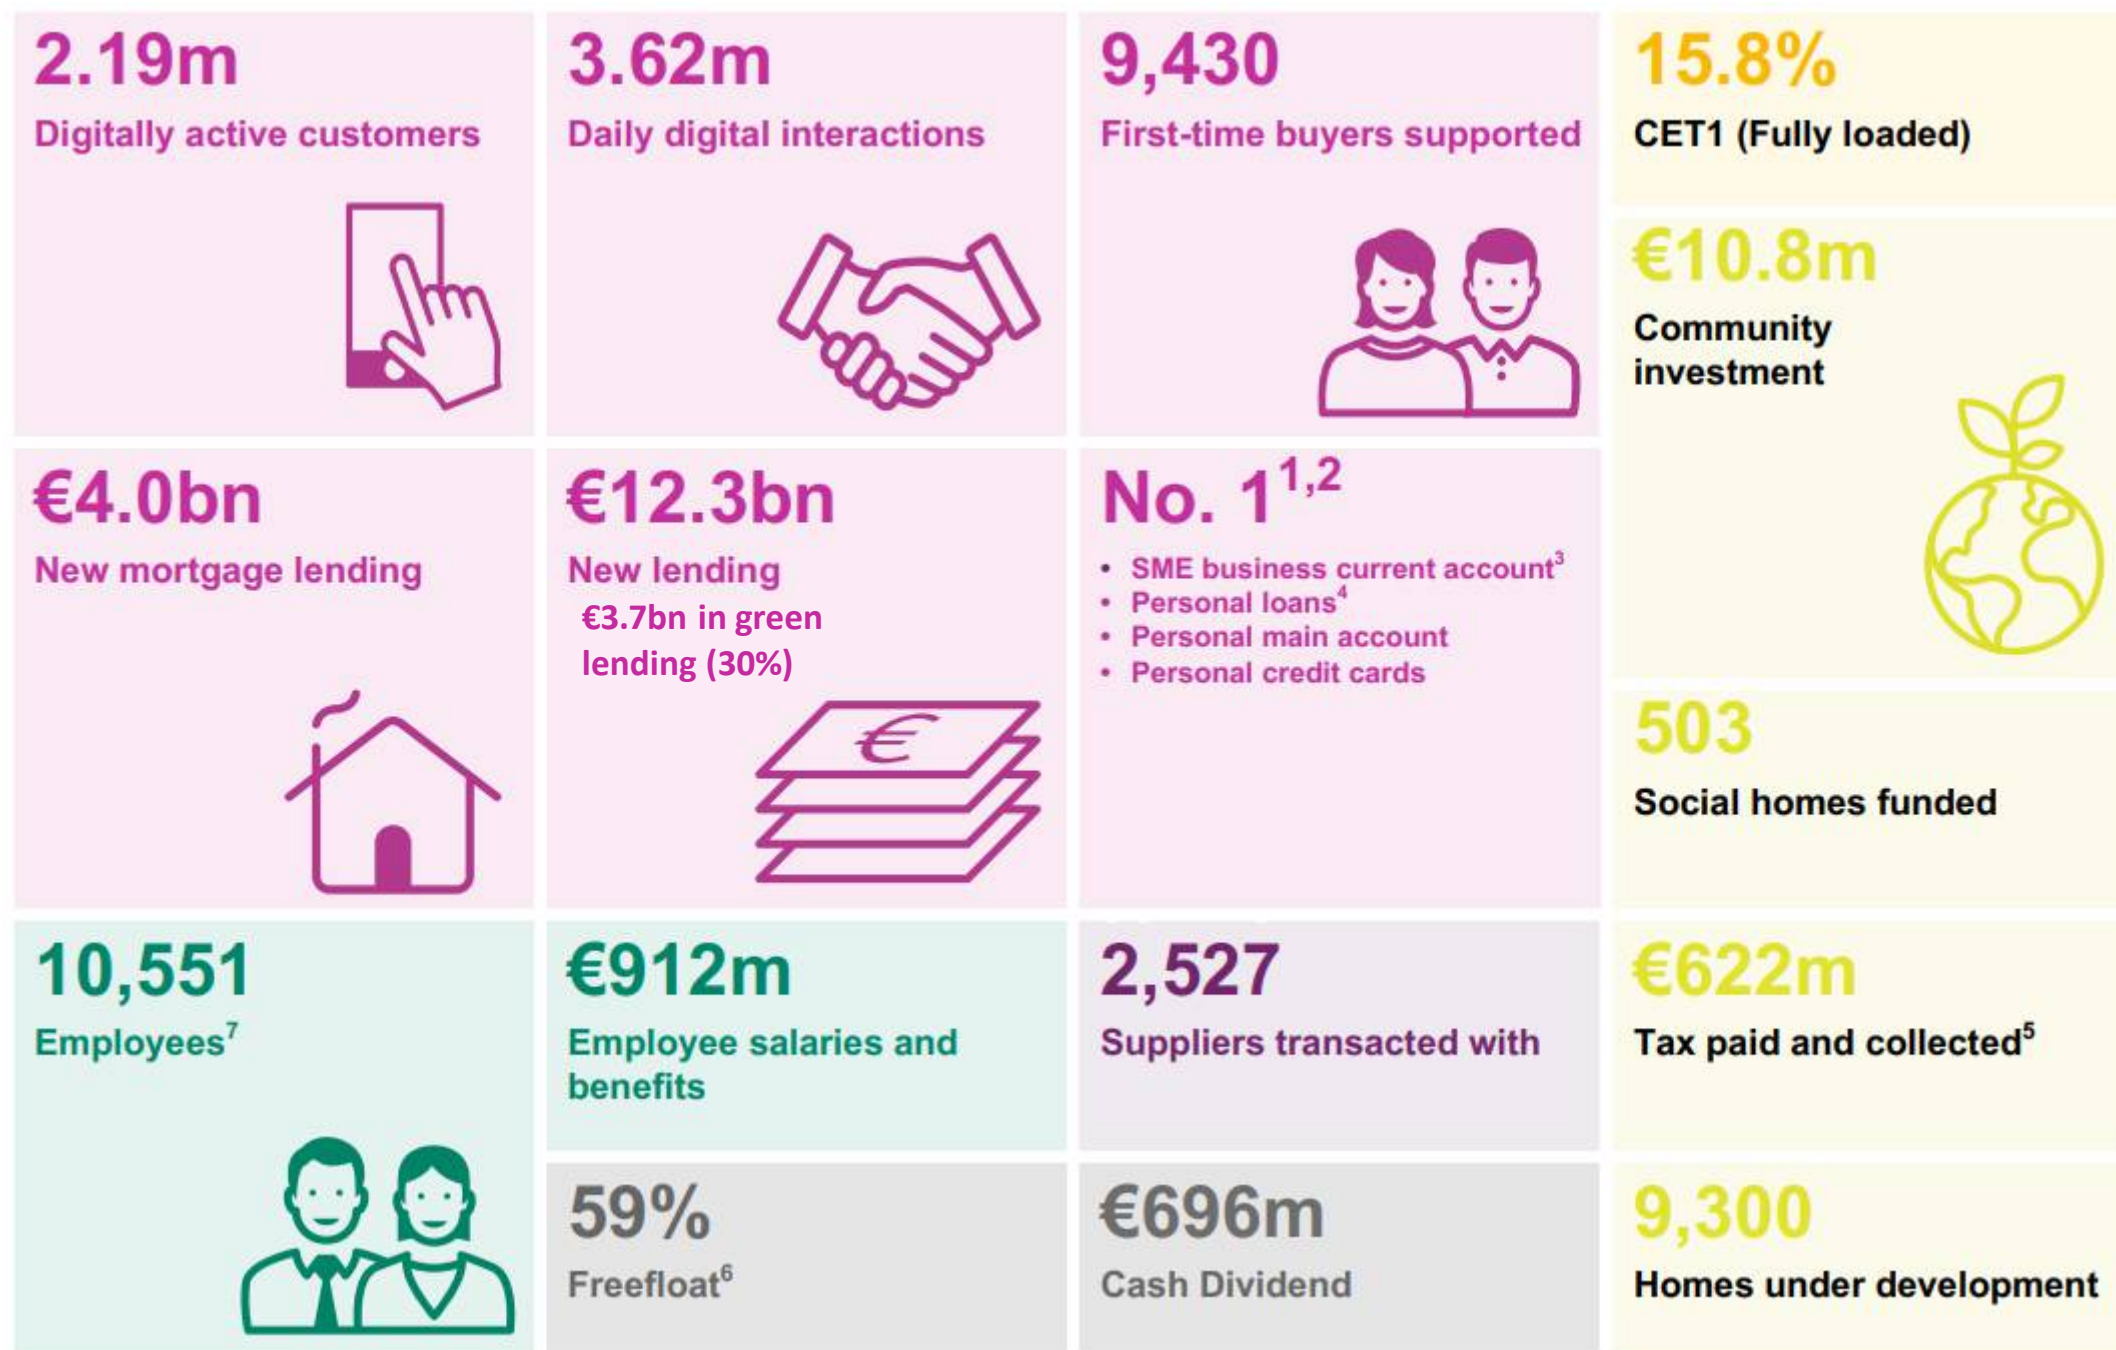 2.19m
Digitally active customers
3.62m
Daily digital interactions
9,430
First-time buyers supported
15.8%
CET1 (Fully loaded)
€10.8m
Community
investment
€4.0bn
New mortgage lending
€12.3bn
New lending
€3.7bn in green
lending (30%)
€
No. 1 1,2
• SME business current account3
• Personal loans4
• Personal main account
• Personal credit cards
503
Social homes funded
10,551
Employees7
€912m
Employee salaries and
benefits
2,527
Suppliers transacted with
€622m
Tax paid and collected5
59%
Freefloat6
€696m
Cash Dividend
9,300
Homes under development